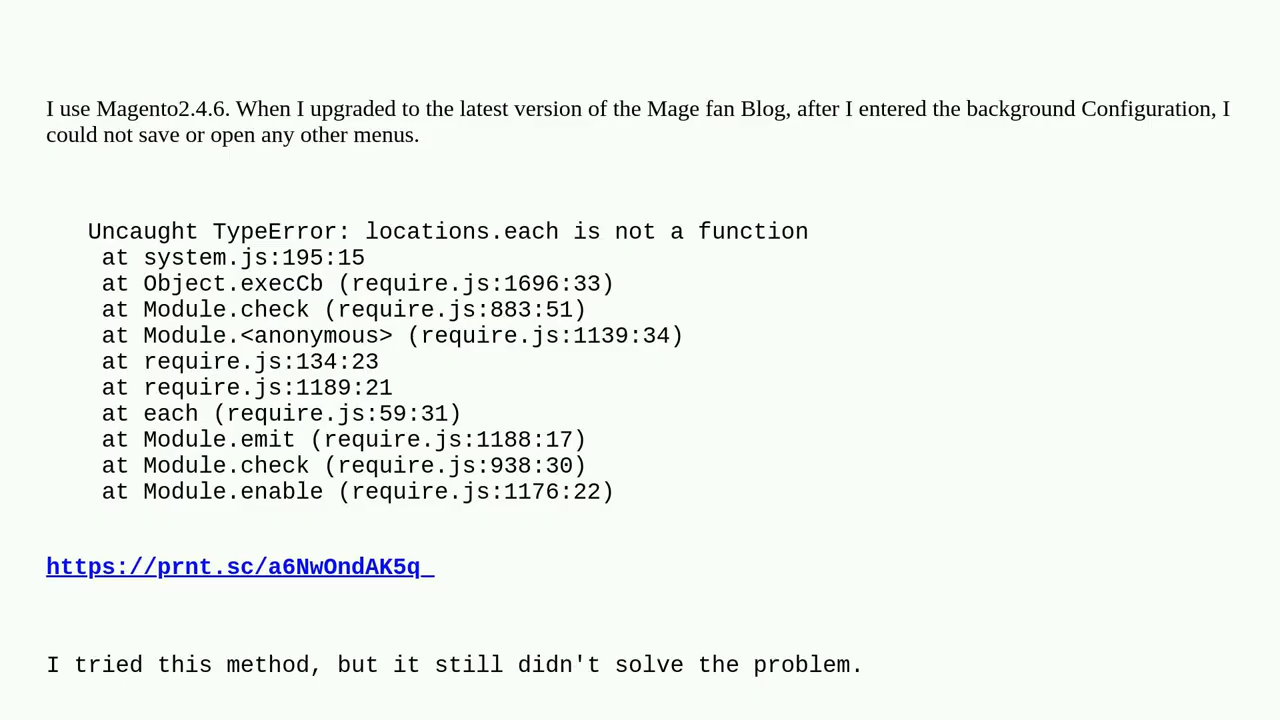 I use Magento2.4.6. When I upgraded to the latest version of the Mage fan Blog, after I entered the background Configuration, I
could not save or open any other menus.
Uncaught TypeError: locations.each is not a function
at system.js:195:15
at Object.execCb (require.js:1696:33)
at Module.check (require.js:883:51)
at Module.<anonymous> (require.js:1139:34)
at require.js:134:23
at require.js:1189:21
at each (require.js:59:31)
at Module.emit (require.js:1188:17)
at Module.check (require.js:938:30)
at Module.enable (require.js:1176:22)
https://prnt.sc/a6NwOndAK5q_
I tried this method, but it still didn't solve the problem.